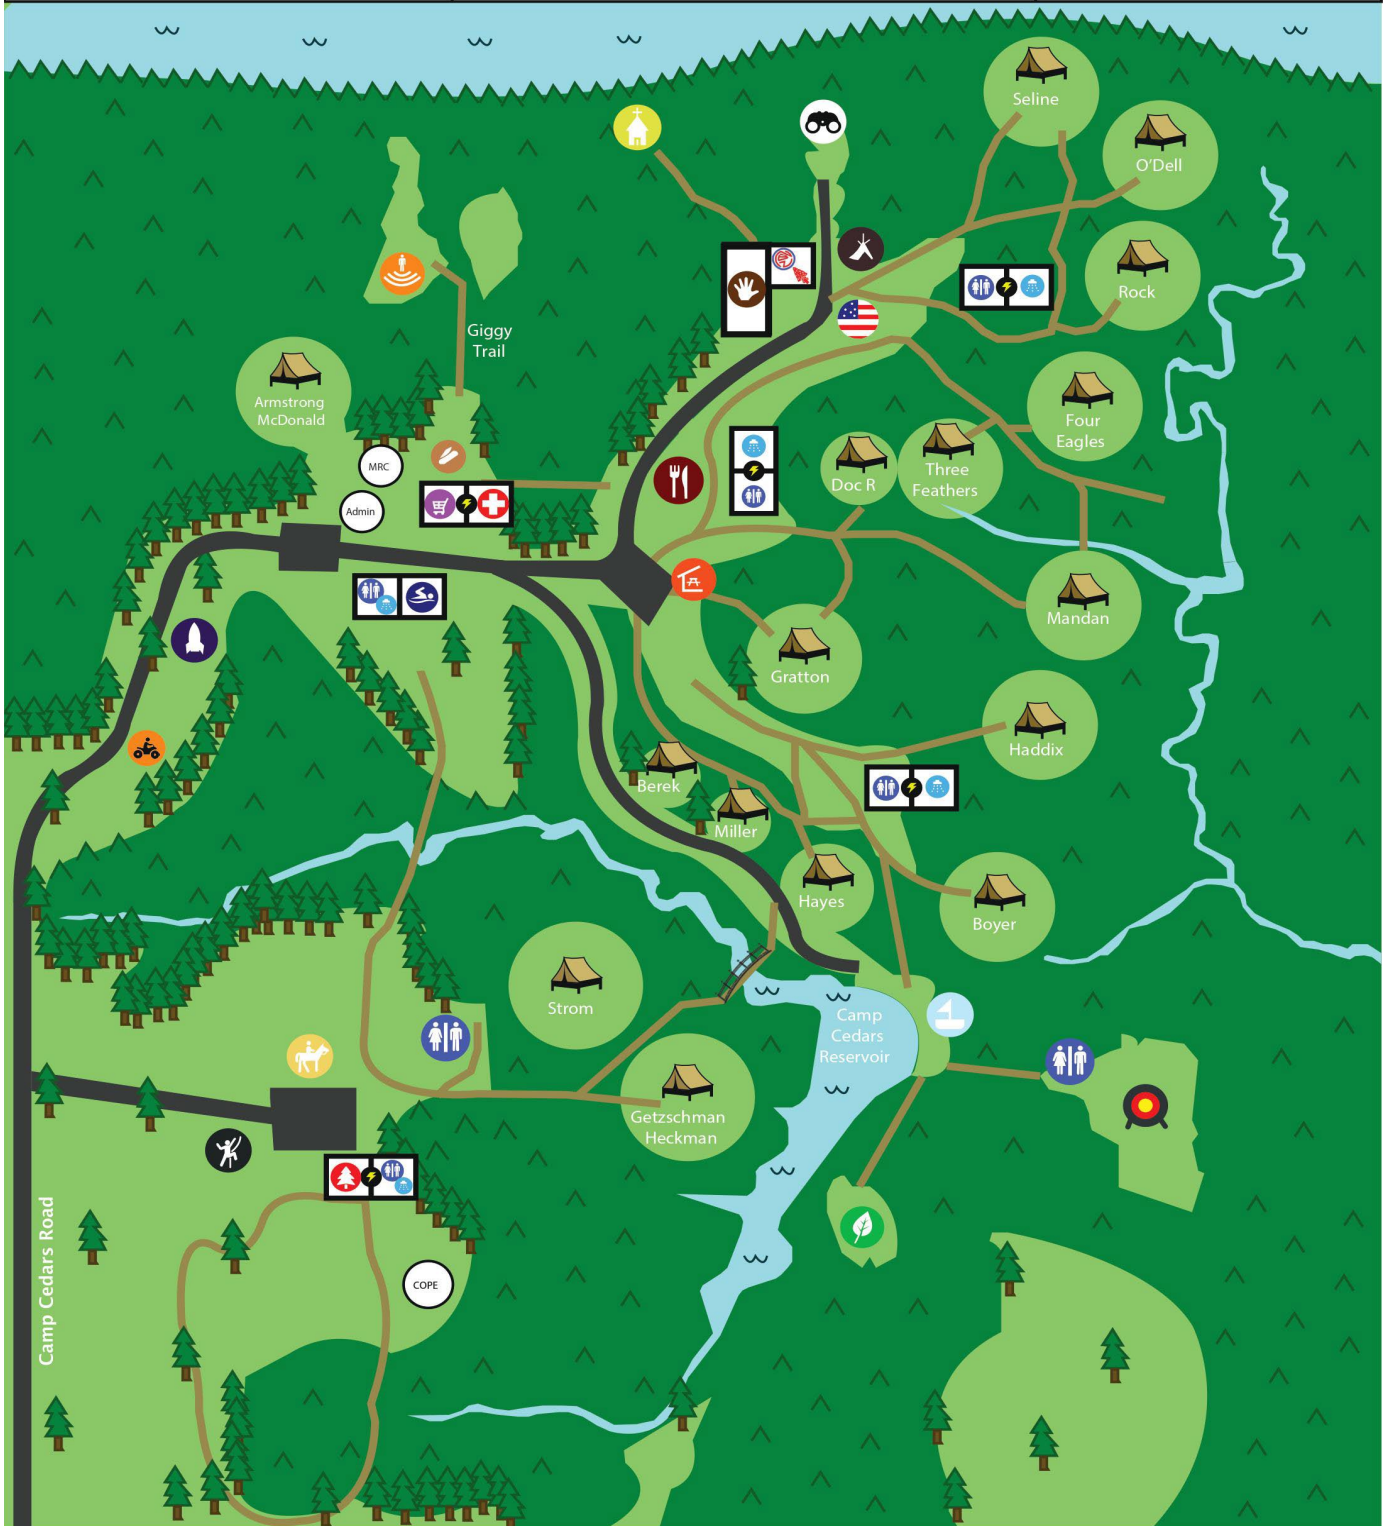 Seline
O'Dell
Rock
Giggy
Trail
Armstrong
McDonald
Four
Eagles
MRC
Doc R
Three
Feathers
Admin
Mandan
Gratton
Haddix
Berek
Miller
Hayes
Boyer
Strom
Camp
Cedars
Reservoir
Getzschman
Heckman
COPE
Camp Cedars Road